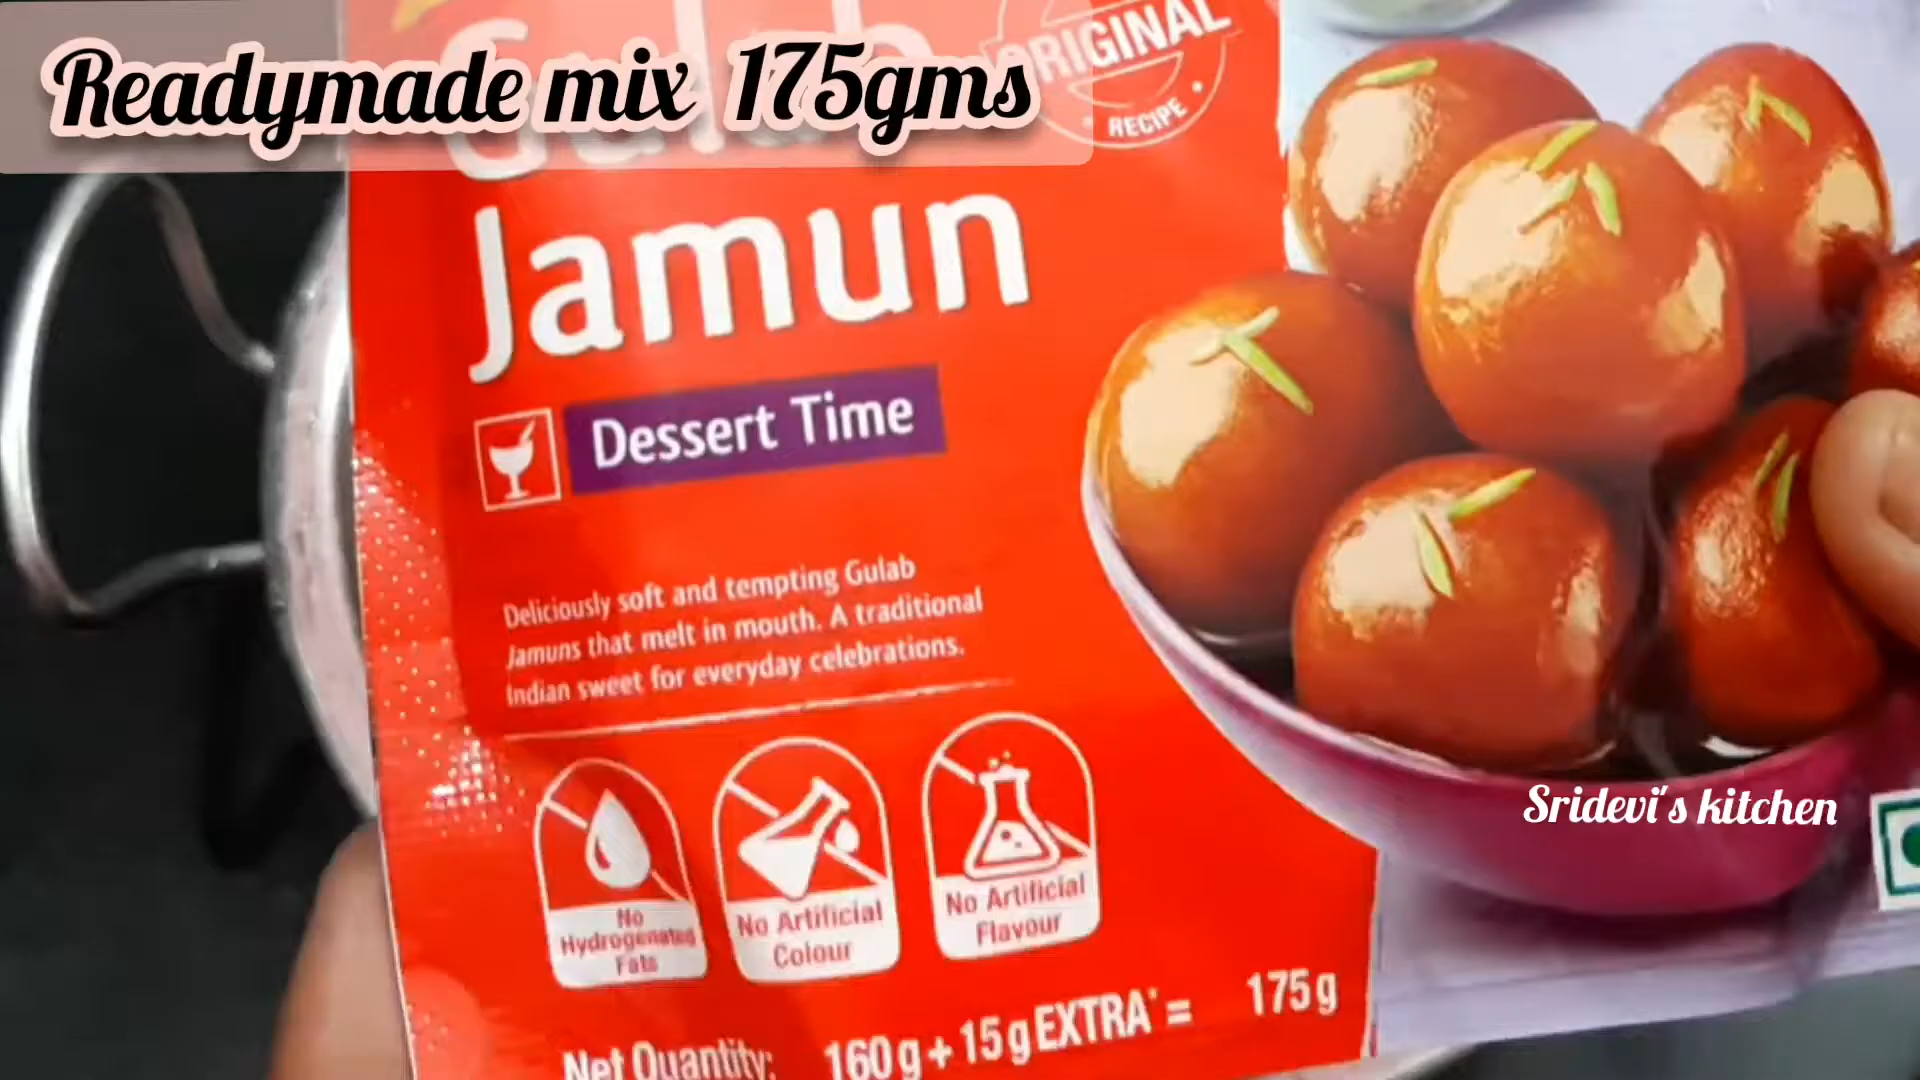 Readymade mix 175gms
Gulab
ORIGINAL
RECIPE
Jamun
Dessert Time
Deliciously soft and tempting Gulab
Jamuns that melt in mouth. A traditional
Indian sweet for everyday celebrations.
No
Hydrogenated
Fats
No Artificial
Colour
No Artificial
Flavour
Sridevi's kitchen
Net Quantity: 160g + 15g EXTRA* = 175g